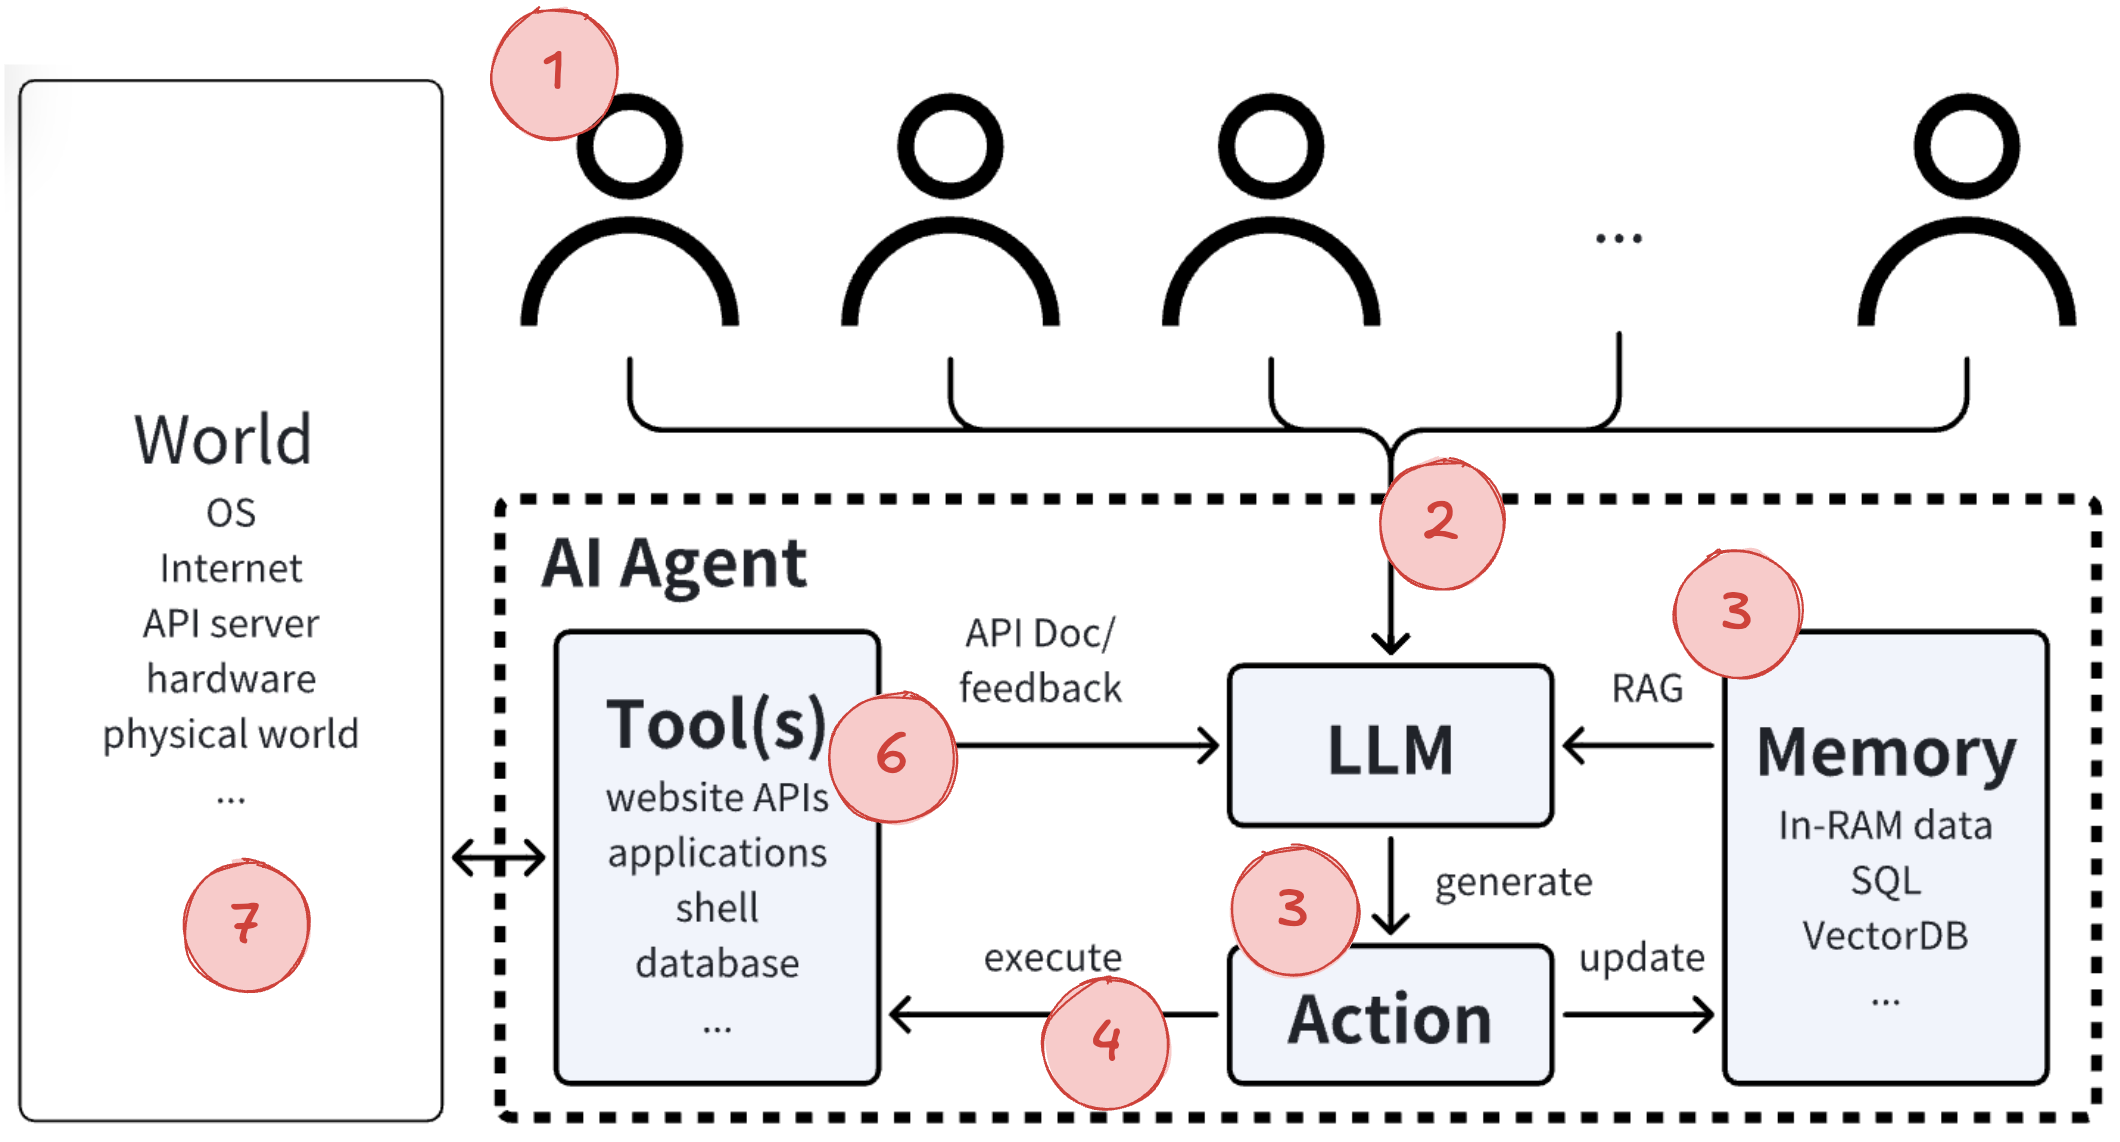 1
...
World
OS
Internet
API server
hardware
physical world
...
7
2
AI Agent
3
Tool(s)
website APIs
applications
shell
database
...
6
API Doc/
feedback
LLM
RAG
Memory
In-RAM data
SQL
VectorDB
...
generate
3
execute
4
Action
update